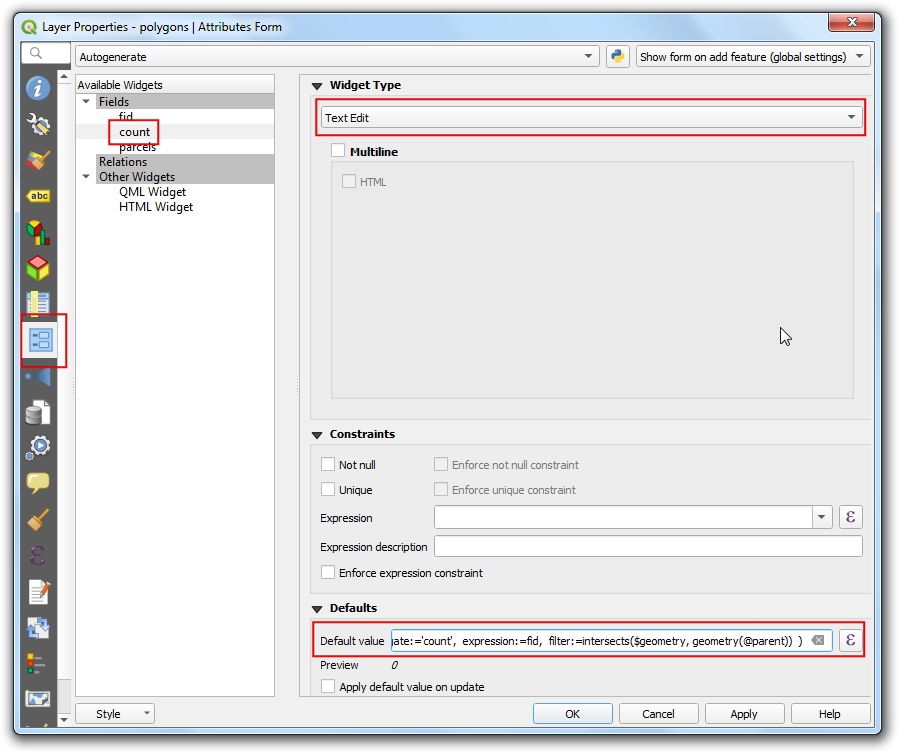 Layer Properties - polygons | Attributes Form
Autogenerate
Show form on add feature (global settings)
Available Widgets
Fields
fid
count
parcels
Relations
Other Widgets
QML Widget
HTML Widget
abc
Widget Type
Text Edit
Multiline
HTML
Constraints
Not null
Enforce not null constraint
Unique
Enforce unique constraint
Expression
ε
Expression description
Enforce expression constraint
Defaults
Default value
ate:='count', expression:=fid, filter:=intersects($geometry, geometry(@parent)) )
ε
Preview 0
Apply default value on update
Style
OK
Cancel
Apply
Help